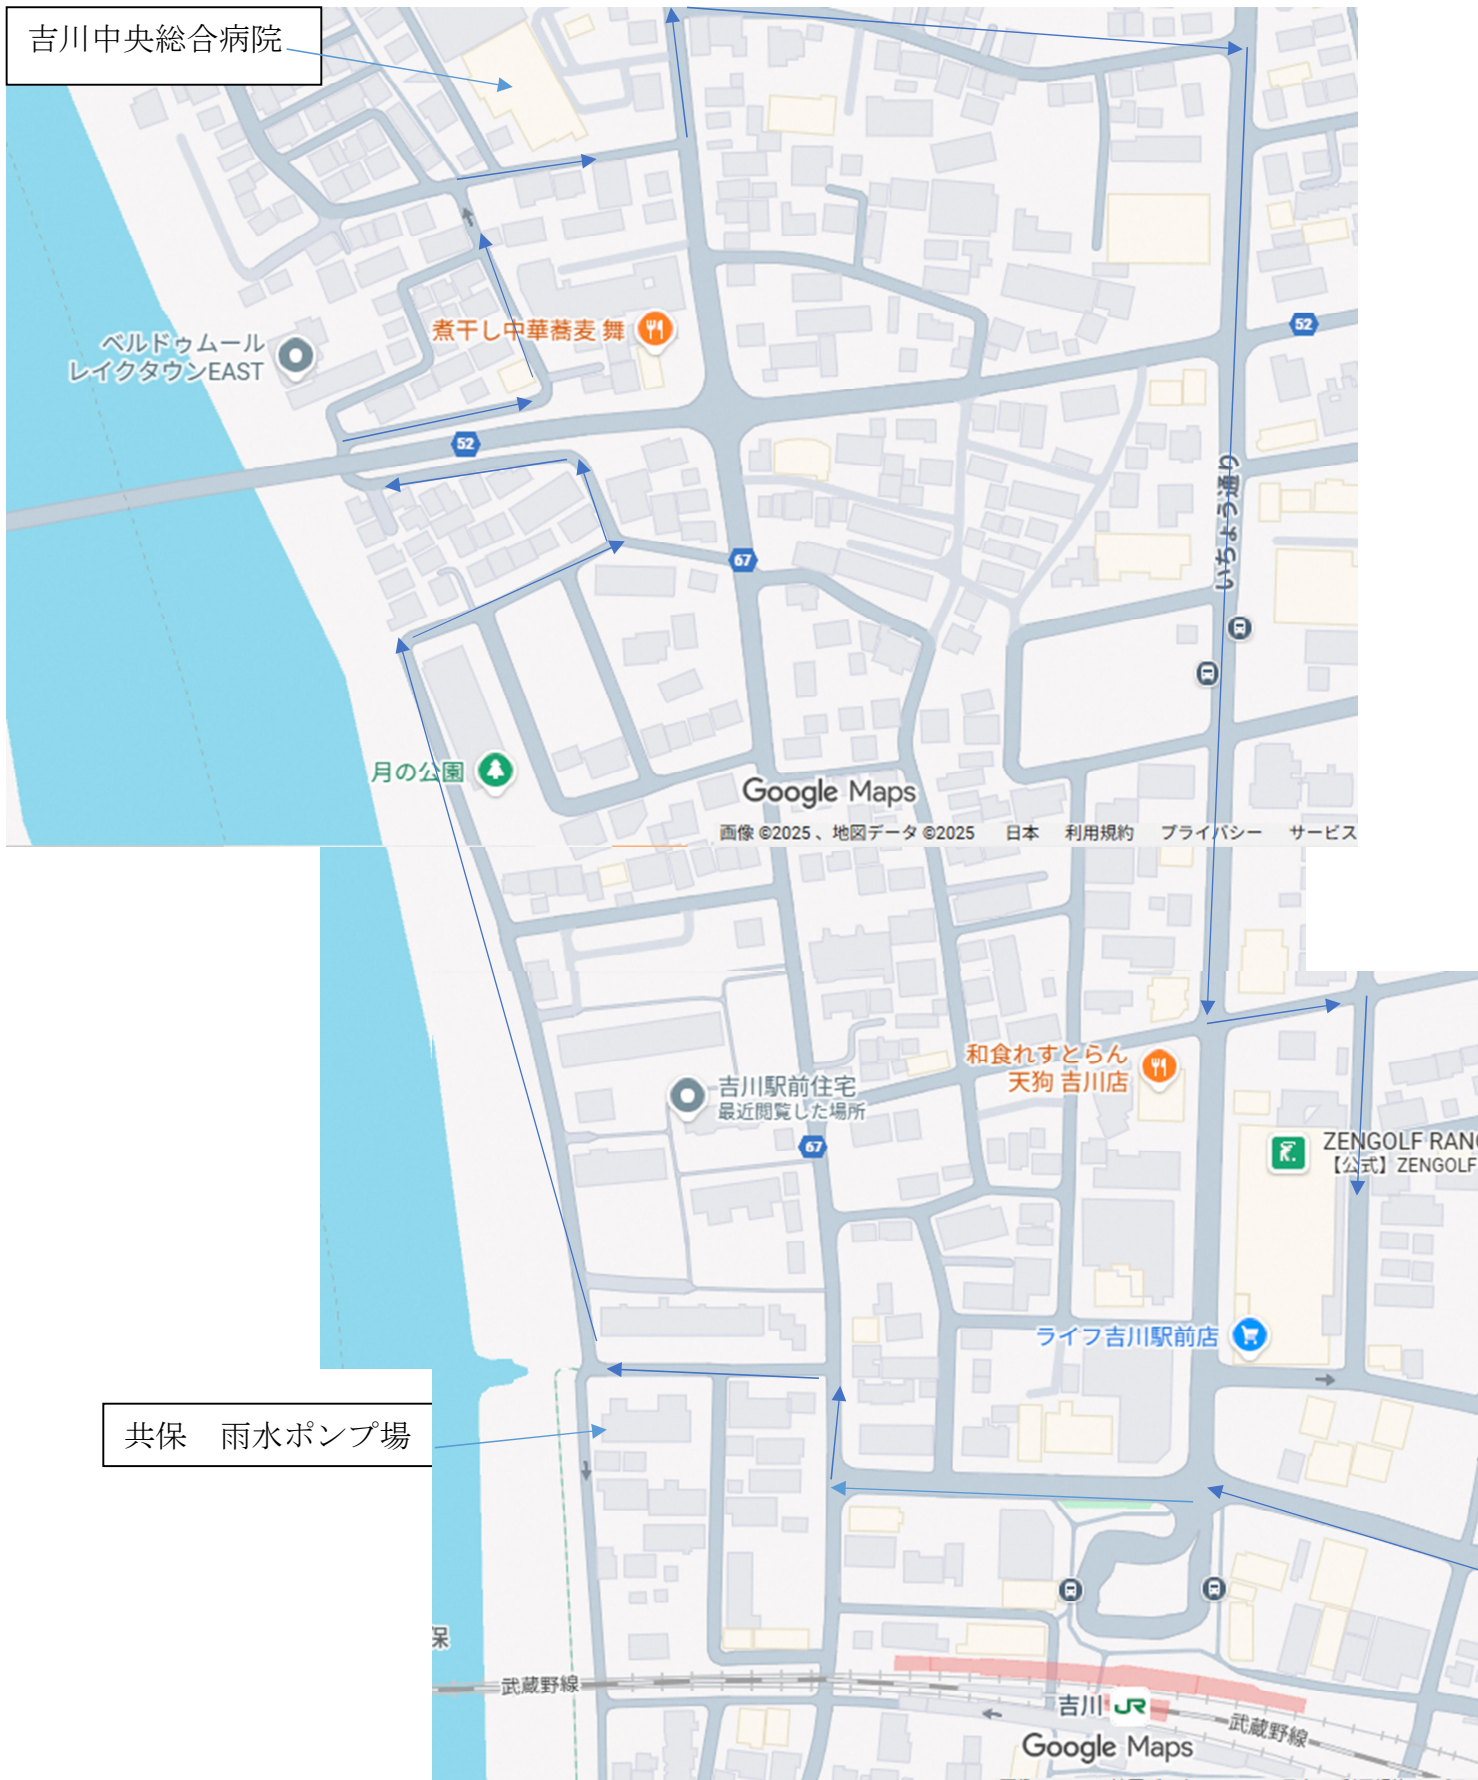 吉川中央総合病院
52
煮干し中華蕎麦 舞
ベルドゥムール
レイクタウンEAST
52
いちょう通り
67
月の公園
Google Maps
画像 ©2025 、地図データ ©2025 日本 利用規約 プライバシー サービス
和食れすとらん
天狗 吉川店
吉川駅前住宅
最近閲覧した場所
67
ZENGOLF RANG
【公式】ZENGOLF
ライフ吉川駅前店
共保 雨水ポンプ場
保
武蔵野線
吉川 JR
武蔵野線
Google Maps